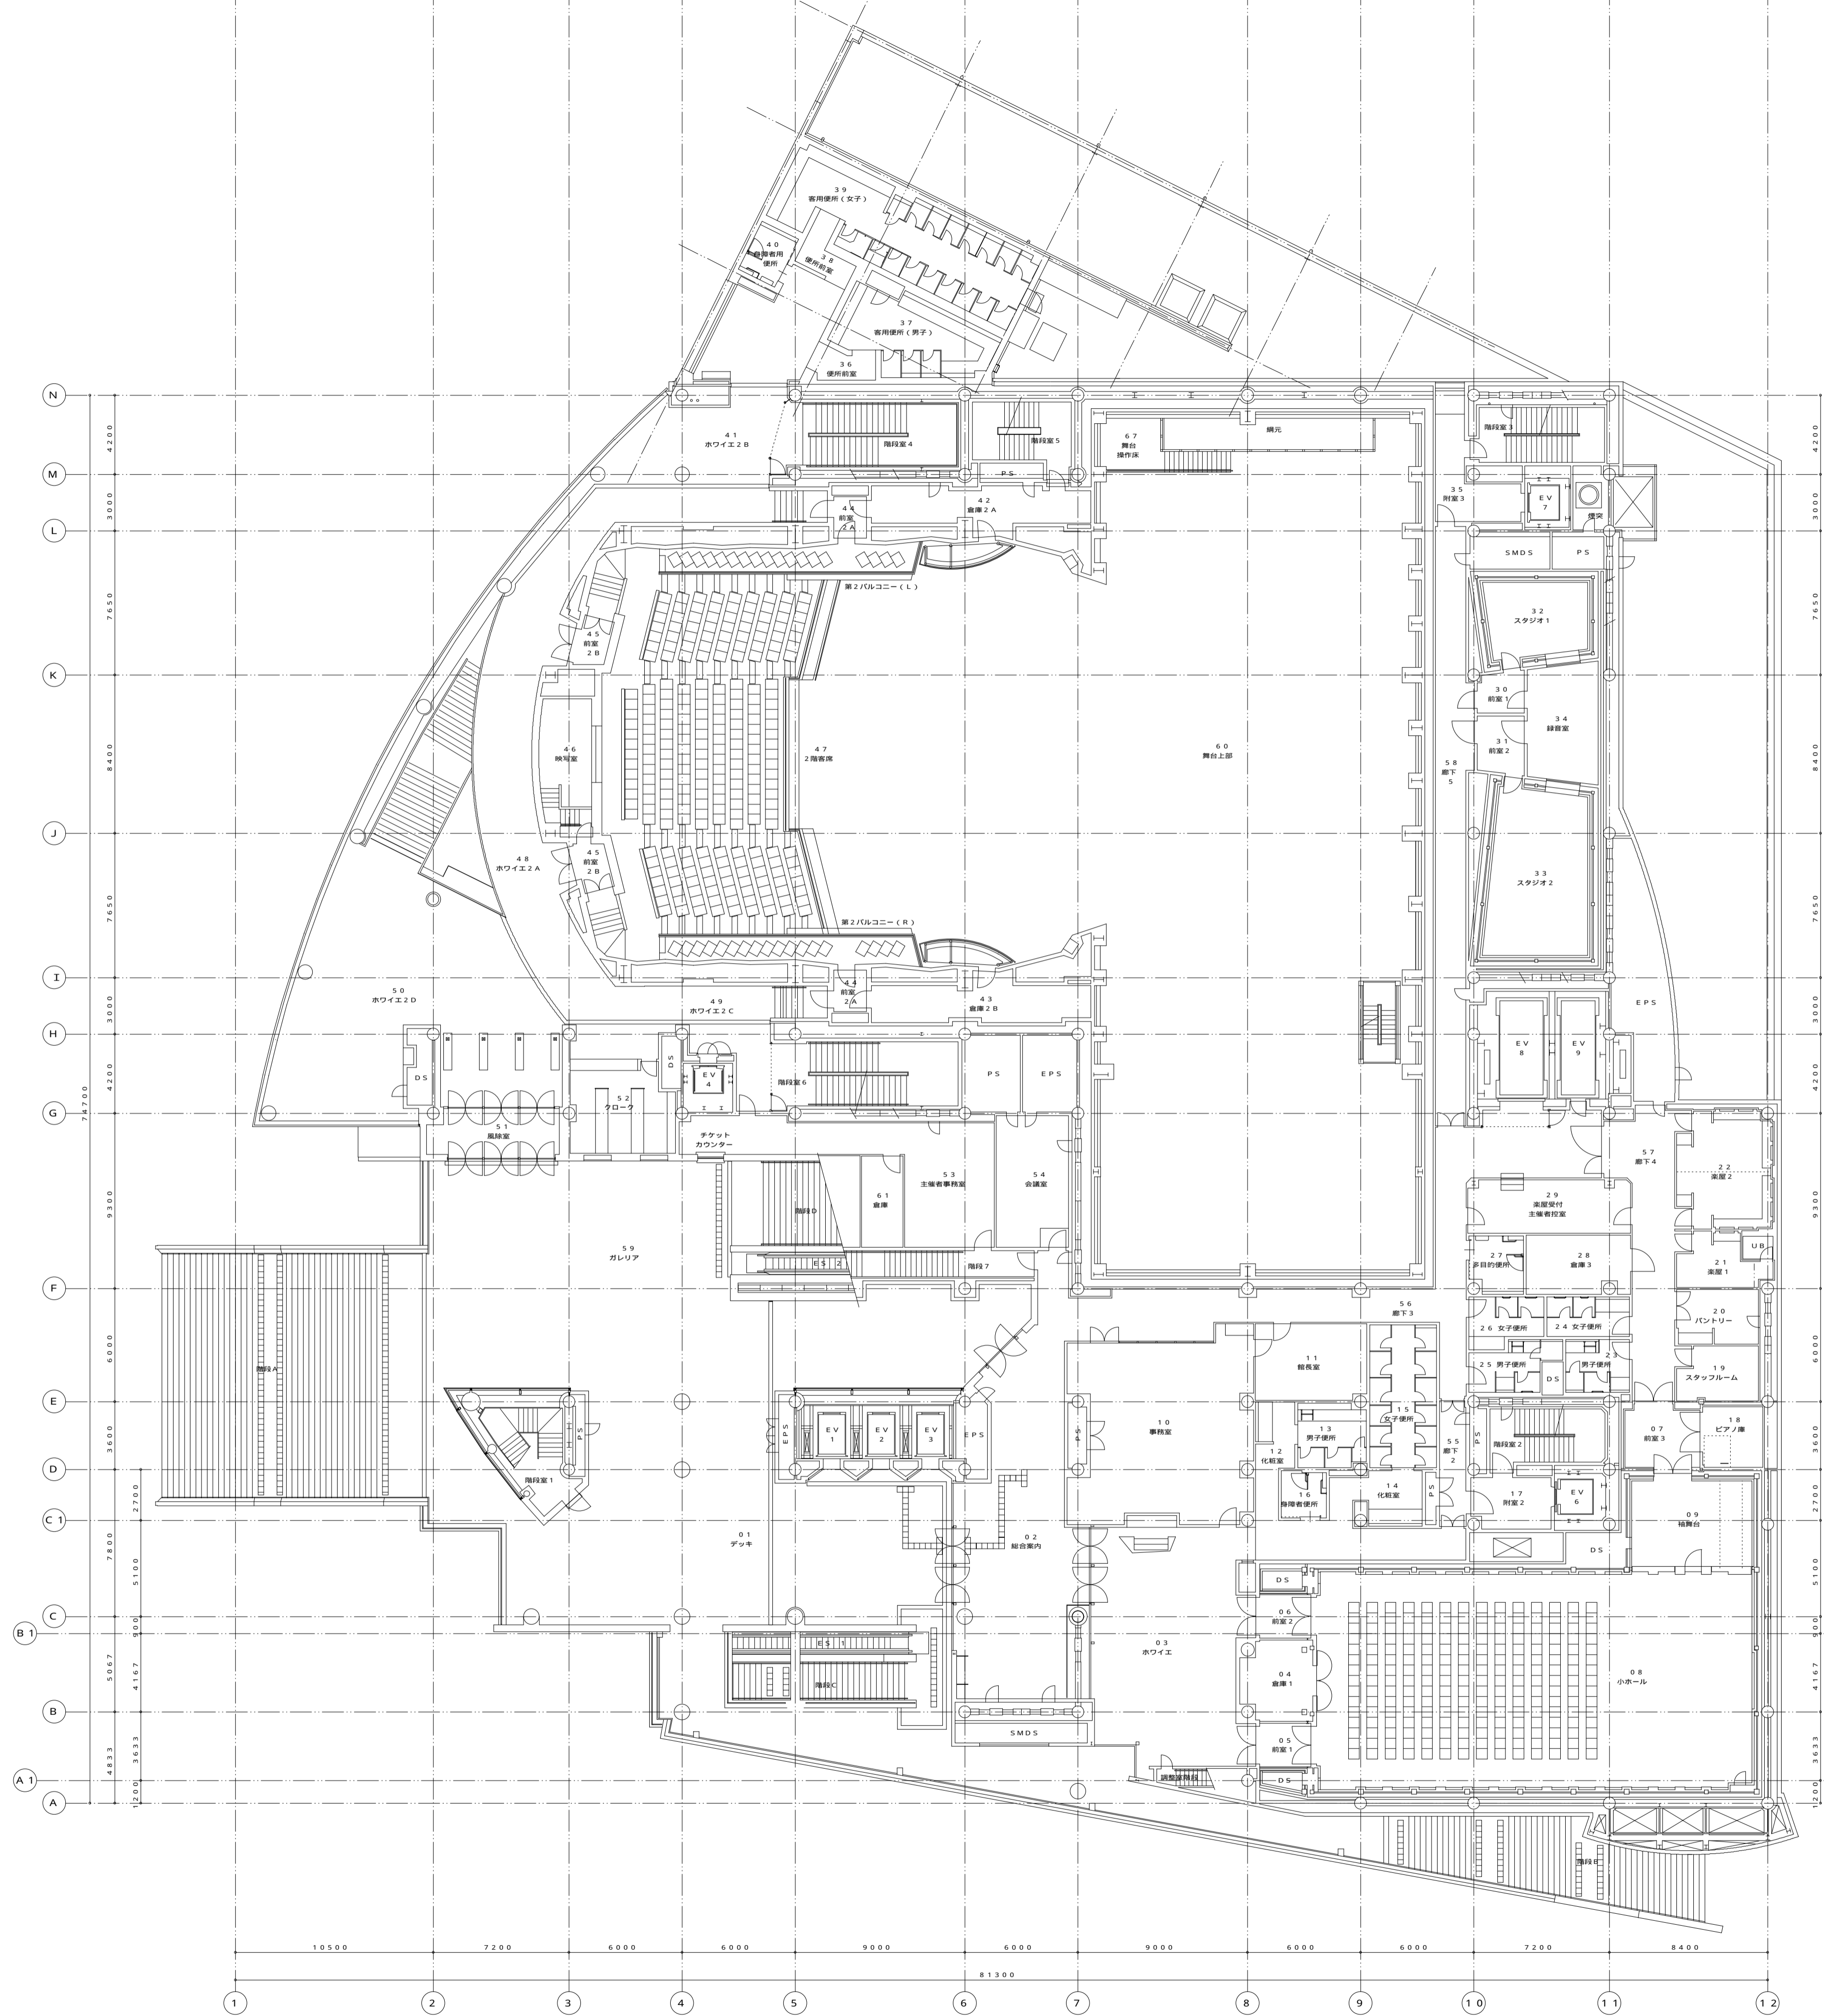 39
客用便所(女子)
40
身障者用
便所
38
便所前室
37
客用便所(男子)
36
便所前室
N
41
ホワイエ2B
階段室4
階段室5
67
舞台
操作床
綱元
階段室3
4200
4200
M
PS
42
倉庫2A
44
前室
2A
35
附室3
EV
7
煙突
3000
3000
L
SMDS
PS
第2バルコニー(L)
7650
7650
45
前室
2B
32
スタジオ1
K
30
前室1
34
録音室
46
映写室
47
2階客席
60
舞台上部
31
前室2
58
廊下
5
8400
8400
J
48
ホワイエ2A
45
前室
2B
33
スタジオ2
7650
7650
第2バルコニー(R)
I
50
ホワイエ2D
49
ホワイエ2C
44
前室
2A
43
倉庫2B
EPS
3000
3000
H
DS
DS
EV
4
階段室6
PS
EPS
EV
8
EV
9
4200
4200
74700
52
クローク
G
51
風除室
チケット
カウンター
53
主催者事務室
54
会議室
57
廊下4
22
楽屋2
61
倉庫
階段D
29
楽屋受付
主催者控室
9300
9300
59
ガレリア
ES 2
階段7
27
多目的便所
28
倉庫3
UB
21
楽屋1
F
56
廊下3
26 女子便所
24 女子便所
20
パントリー
6000
6000
階段A
11
館長室
25 男子便所
23
男子便所
DS
19
スタッフルーム
E
PS
EPS
EV
1
EV
2
EV
3
EPS
PS
10
事務室
13
男子便所
15
女子便所
12
化粧室
55
廊下
2
PS
階段室2
07
前室3
18
ピアノ庫
3600
3600
D
階段室1
16
身障者便所
14
化粧室
PS
17
附室2
EV
6
09
袖舞台
2700
2700
C1
01
デッキ
02
総合案内
DS
7800
5100
5100
DS
C
06
前室2
B1
900
900
ES 1
03
ホワイエ
04
倉庫1
08
小ホール
5067
4167
4167
階段C
B
SMDS
05
前室1
4833
3633
3633
A1
調整室階段
DS
1200
1200
A
階段B
10500
7200
6000
6000
9000
6000
9000
6000
6000
7200
8400
81300
1
2
3
4
5
6
7
8
9
10
11
12